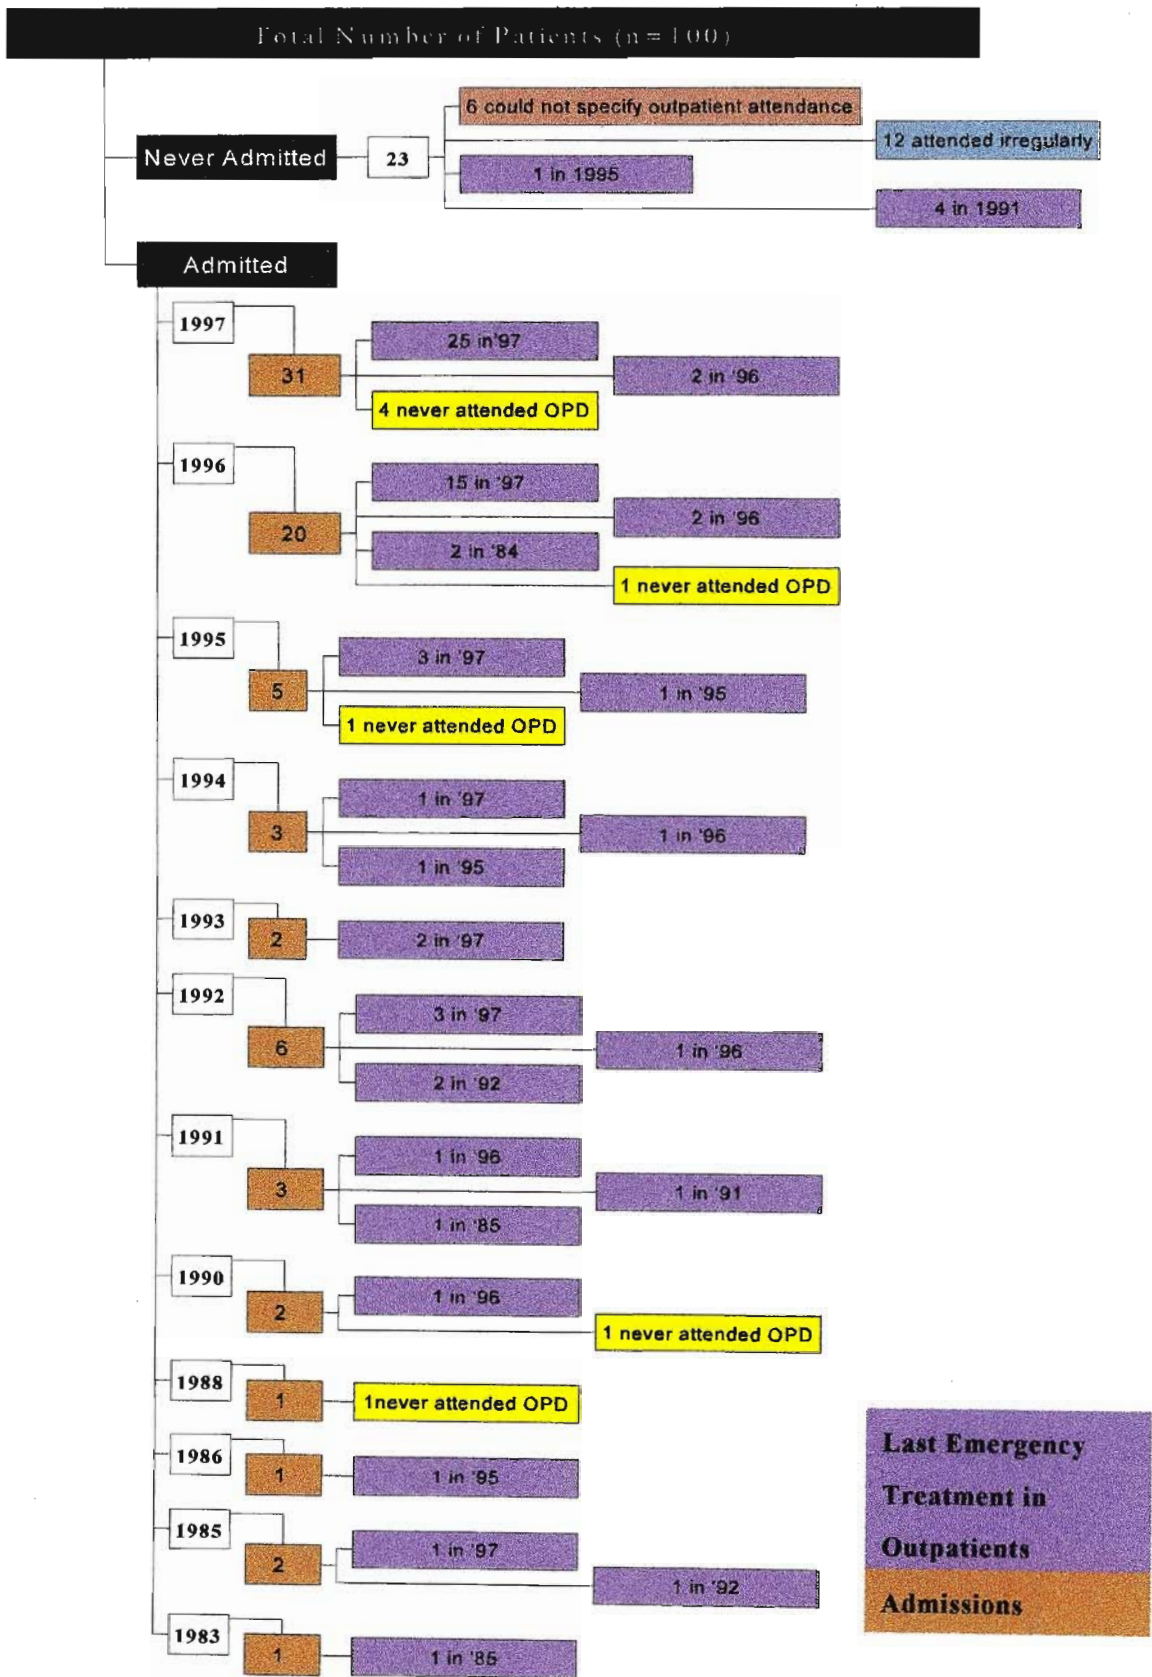 Total Number of Patients (n=100)
6 could not specify outpatient attendance
12 attended irregularly
Never Admitted
23
1 in 1995
4 in 1991
Admitted
1997
31
25 in'97
2 in '96
4 never attended OPD
1996
20
15 in '97
2 in '96
2 in '84
1 never attended OPD
1995
5
3 in '97
1 in '95
1 never attended OPD
1994
3
1 in '97
1 in '96
1 in '95
1993
2
2 in '97
1992
6
3 in '97
1 in '96
2 in '92
1991
3
1 in '96
1 in '91
1 in '85
1990
2
1 in '96
1 never attended OPD
1988
1
1never attended OPD
1986
1
1 in '95
1985
2
1 in '97
1 in '92
1983
1
1 in '85
Last Emergency
Treatment in
Outpatients
Admissions